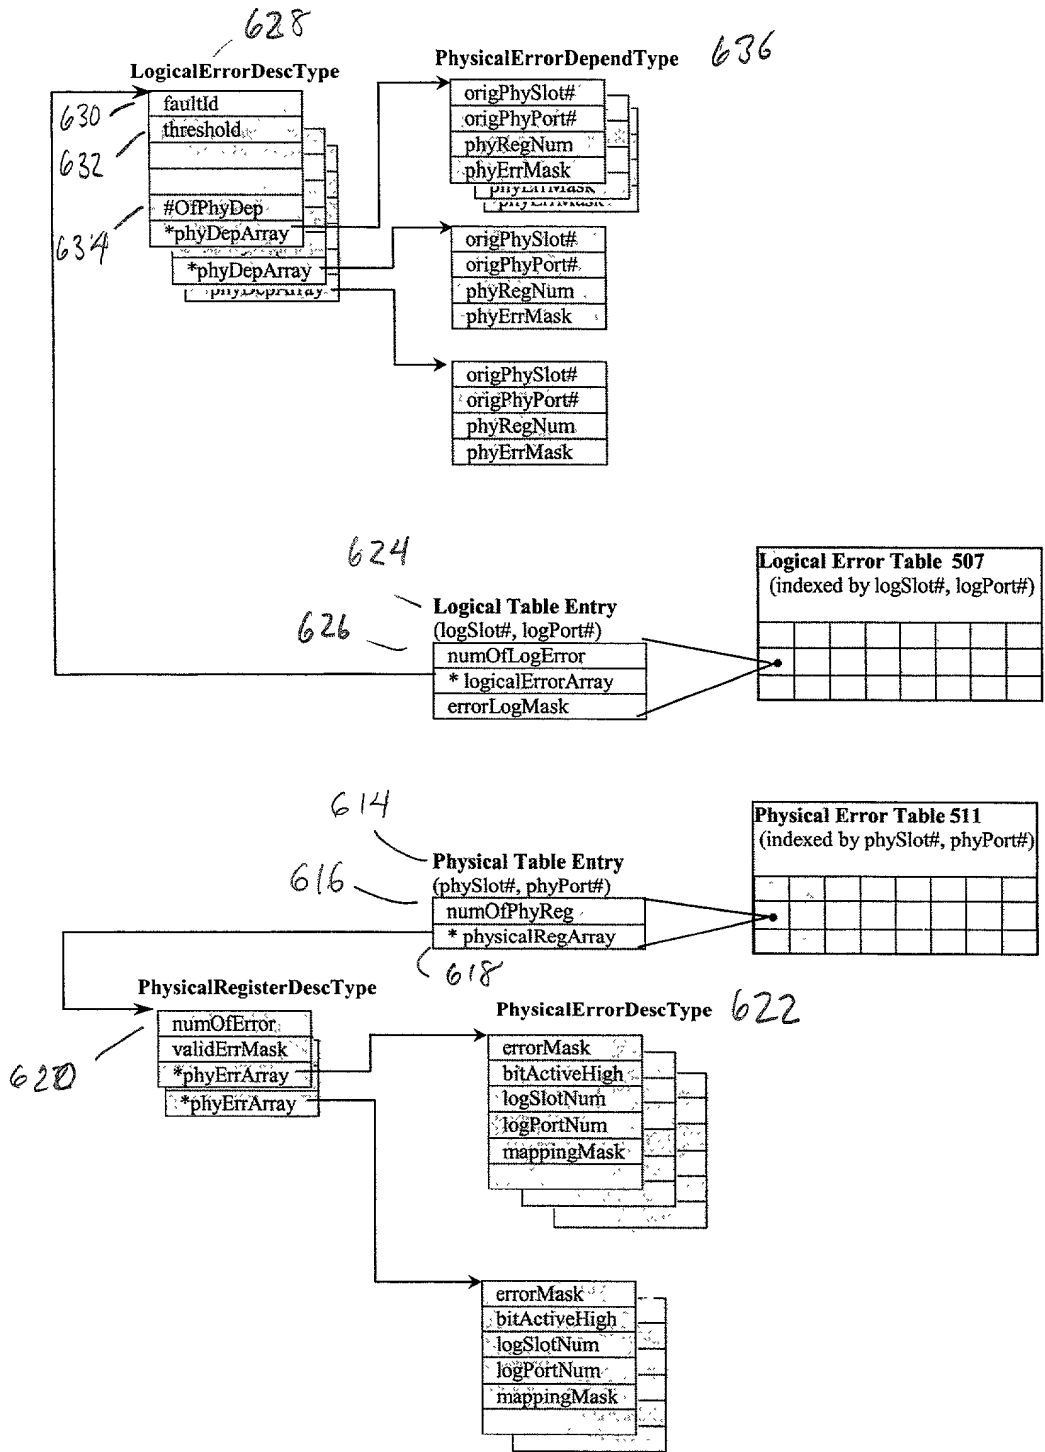 628
LogicalErrorDescType
630
faultId
632
threshold
634
#OfPhyDep
*phyDepArray
*phyDepArray
phyDepArray
PhysicalErrorDependType
636
origPhySlot#
origPhyPort#
phyRegNum
phyErrMask
phyErrMask
phyErrMask
origPhySlot#
origPhyPort#
phyRegNum
phyErrMask
origPhySlot#
origPhyPort#
phyRegNum
phyErrMask
624
Logical Table Entry
(logSlot#, logPort#)
626
numOfLogError
* logicalErrorArray
errorLogMask
Logical Error Table 507
(indexed by logSlot#, logPort#)
614
Physical Table Entry
(phySlot#, phyPort#)
616
numOfPhyReg
* physicalRegArray
618
Physical Error Table 511
(indexed by phySlot#, phyPort#)
PhysicalRegisterDescType
620
numOfError
validErrMask
*phyErrArray
*phyErrArray
PhysicalErrorDescType
622
errorMask
bitActiveHigh
logSlotNum
logPortNum
mappingMask
errorMask
bitActiveHigh
logSlotNum
logPortNum
mappingMask